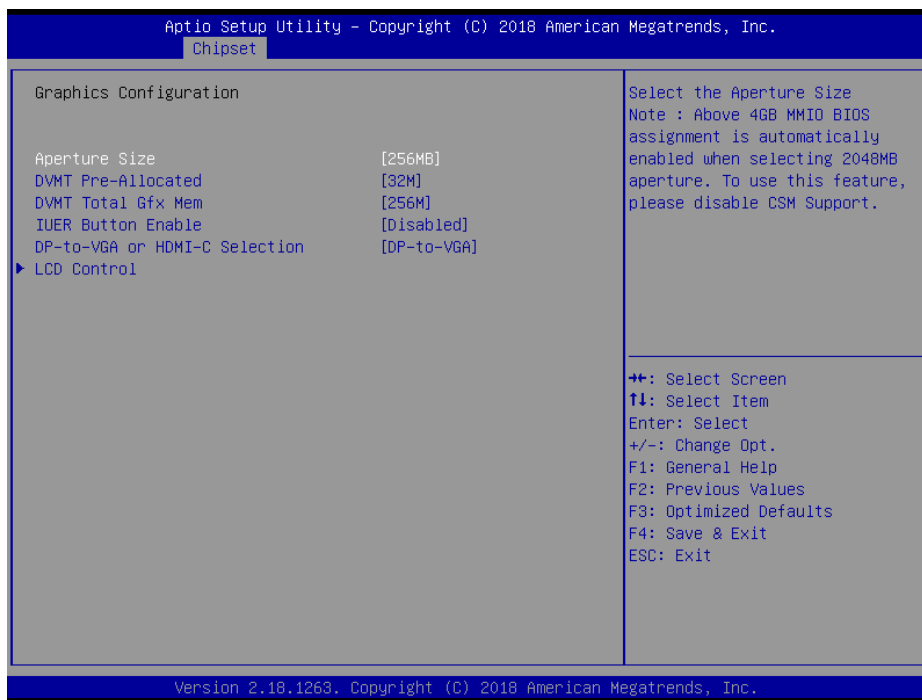 Aptio Setup Utility – Copyright (C) 2018 American Megatrends, Inc.
Chipset
Graphics Configuration
Aperture Size [256MB]
DVMT Pre-Allocated [32M]
DVMT Total Gfx Mem [256M]
IUER Button Enable [Disabled]
DP-to-VGA or HDMI-C Selection [DP-to-VGA]
LCD Control
Select the Aperture Size
Note : Above 4GB MMIO BIOS
assignment is automatically
enabled when selecting 2048MB
aperture. To use this feature,
please disable CSM Support.
→←: Select Screen
↑↓: Select Item
Enter: Select
+/-: Change Opt.
F1: General Help
F2: Previous Values
F3: Optimized Defaults
F4: Save & Exit
ESC: Exit
Version 2.18.1263. Copyright (C) 2018 American Megatrends, Inc.